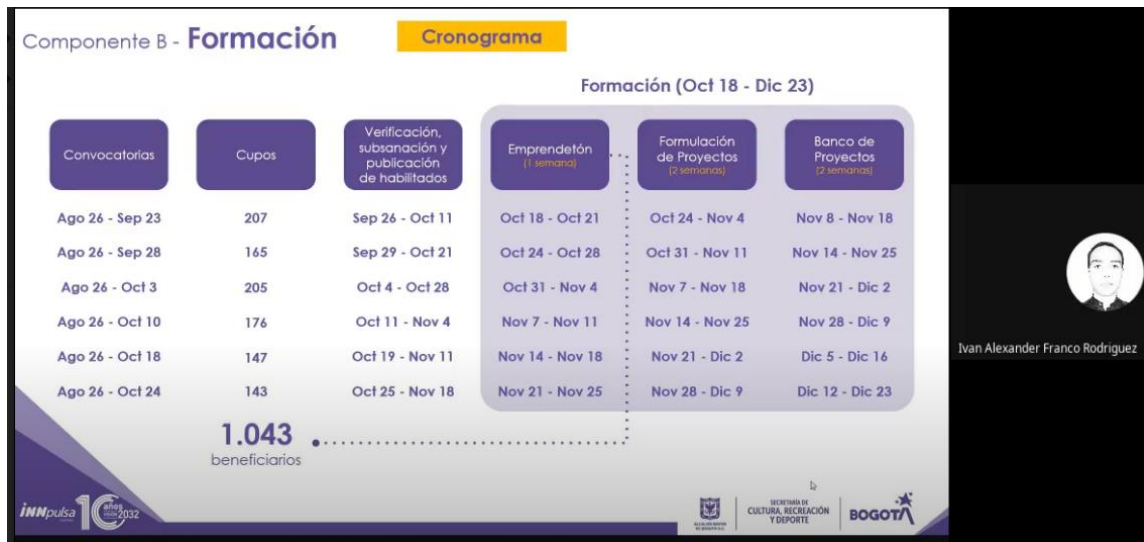 Componente B - Formación
Cronograma
Formación (Oct 18 - Dic 23)
Convocatorias
Cupos
Verificación,
subsanación y
publicación
de habilitados
Emprendetón
(1 semana)
Formulación
de Proyectos
(2 semanas)
Banco de
Proyectos
(2 semanas)
Ago 26 - Sep 23 207 Sep 26 - Oct 11 Oct 18 - Oct 21 Oct 24 - Nov 4 Nov 8 - Nov 18
Ago 26 - Sep 28 165 Sep 29 - Oct 21 Oct 24 - Oct 28 Oct 31 - Nov 11 Nov 14 - Nov 25
Ago 26 - Oct 3 205 Oct 4 - Oct 28 Oct 31 - Nov 4 Nov 7 - Nov 18 Nov 21 - Dic 2
Ago 26 - Oct 10 176 Oct 11 - Nov 4 Nov 7 - Nov 11 Nov 14 - Nov 25 Nov 28 - Dic 9
Ago 26 - Oct 18 147 Oct 19 - Nov 11 Nov 14 - Nov 18 Nov 21 - Dic 2 Dic 5 - Dic 16
Ago 26 - Oct 24 143 Oct 25 - Nov 18 Nov 21 - Nov 25 Nov 28 - Dic 9 Dic 12 - Dic 23
1.043
beneficiarios
iNNpulsa
10 años
2032
ALCALDÍA MAYOR
DE BOGOTÁ D.C.
SECRETARÍA DE
CULTURA, RECREACIÓN
Y DEPORTE
BOGOTÁ
Ivan Alexander Franco Rodriguez